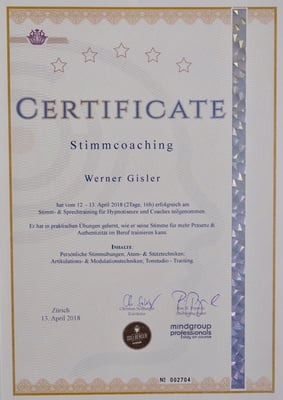 CERTIFICATE
Stimmcoaching
Werner Gisler
hat vom 12 - 13. April 2018 (2Tage, 16h) erfolgreich am
Stimm- & Sprechtraining für Hypnotiseure und Coaches teilgenommen.
Er hat in praktischen Übungen gelernt, wie er seine Stimme für mehr Präsenz &
Authentizität im Beruf trainieren kann.
INHALTE:
Persönliche Stimmübungen, Atem- & Stütztechniken;
Artikulations- & Modulationstechniken, Tonstudio - Training.
Zürich
13. April 2018
mindgroup
professionals
Nº 002704